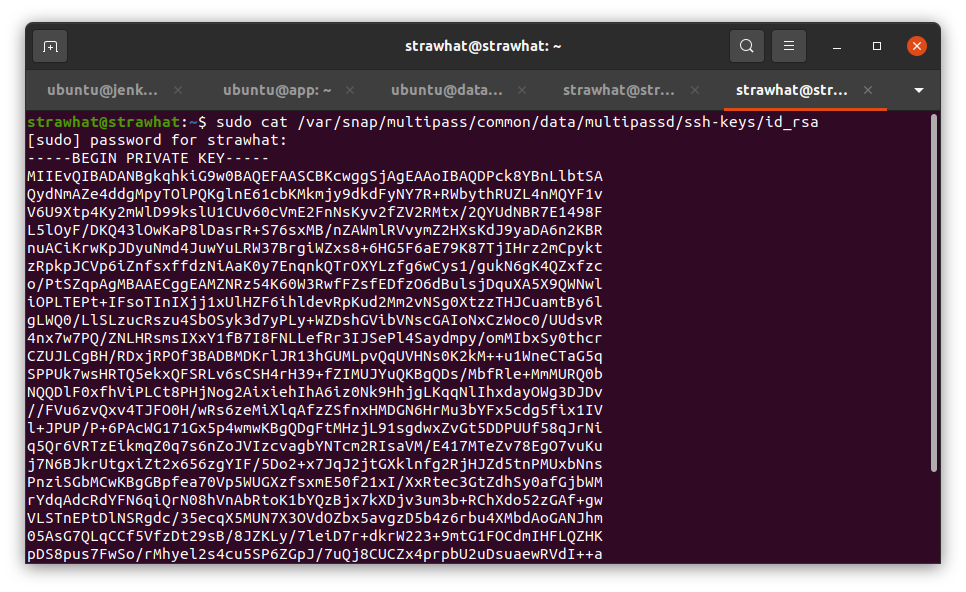 strawhat@strawhat: ~
ubuntu@jenk...
ubuntu@app: ~
ubuntu@data...
strawhat@str...
strawhat@str...
strawhat@strawhat:~$ sudo cat /var/snap/multipass/common/data/multipassd/ssh-keys/id_rsa
[sudo] password for strawhat:
-----BEGIN PRIVATE KEY-----
MIIEvQIBADANBgkqhkiG9w0BAQEFAASCBKcwggSjAgEAAoIBAQDPck8YBnLlbtSA
QydNmAZe4ddgMpyTOlPQKglnE61cbKMkmjy9dkdFyNY7R+RWbythRUZL4nMQYF1v
V6U9Xtp4Ky2mWlD99kslU1CUv60cVmE2FnNsKyv2fZV2RMtx/2QYUdNBR7E1498F
L5lOyF/DKQ43lOwKaP8lDasrR+S76sxMB/nZAWmlRVvymZ2HXsKdJ9yaDA6n2KBR
nuACiKrwKpJDyuNmd4JuwYuLRW37BrgiWZxs8+6HG5F6aE79K87TjIHrz2mCpykt
zRpkpJCVp6iZnfsxffdzNiAaK0y7EnqnkQTrOXYLzfg6wCys1/gukN6gK4QZxfzc
o/PtSZqpAgMBAAECggEAMZNRz54K60W3RwfFZsfEDfzO6dBulsjDquXA5X9QWNwl
iOPLTEPt+IFsoTInIXjj1xUlHZF6ihldevRpKud2Mm2vNSg0XtzzTHJCuamtBy6l
gLWQ0/LlSLzucRszu4SbOSyk3d7yPLy+WZDshGVibVNscGAIoNxCzWoc0/UUdsvR
4nx7w7PQ/ZNLHRsmsIXxY1fB7I8FNLLefRr3IJSePl4Saydmpy/omMIbxSy0thcr
CZUJLCgBH/RDxjRPOf3BADBMDKrlJR13hGUMLpvQqUVHNs0K2kM++u1WneCTaG5q
SPPUk7wsHRTQ5ekxQFSRLv6sCSH4rH39+fZIMUJYuQKBgQDs/MbfRle+MmMURQ0b
NQQDlF0xfhViPLCt8PHjNog2AixiehIhA6iz0Nk9HhjgLKqqNlIhxdayOWg3DJDv
//FVu6zvQxv4TJFO0H/wRs6zeMiXlqAfzZSfnxHMDGN6HrMu3bYFx5cdg5fix1IV
l+JPUP/P+6PAcWG171Gx5p4wmwKBgQDgFtMHzjL91sgdwxZvGt5DDPUUf58qJrNi
q5Qr6VRTzEikmqZ0q7s6nZoJVIzcvagbYNTcm2RIsaVM/E417MTeZv78EgO7vuKu
j7N6BJkrUtgxiZt2x656zgYIF/5Do2+x7JqJ2jtGXklnfg2RjHJZd5tnPMUxbNns
PnziSGbMCwKBgGBpfea70Vp5WUGXzfsxmE50f21xI/XxRtec3GtZdhSy0afGjbWM
rYdqAdcRdYFN6qiQrN08hVnAbRtoK1bYQzBjx7kXDjv3um3b+RChXdo52zGAf+gw
VLSTnEPtDlNSRgdc/35ecqX5MUN7X3OVdOZbx5avgzD5b4z6rbu4XMbdAoGANJhm
05AsG7QLqCCf5VfzDt29sB/8JZKLy/7leiD7r+dkrW223+9mtG1FOCdmIHFLQZHK
pDS8pus7FwSo/rMhyel2s4cu5SP6ZGpJ/7uQj8CUCZx4prpbU2uDsuaewRVdI++a